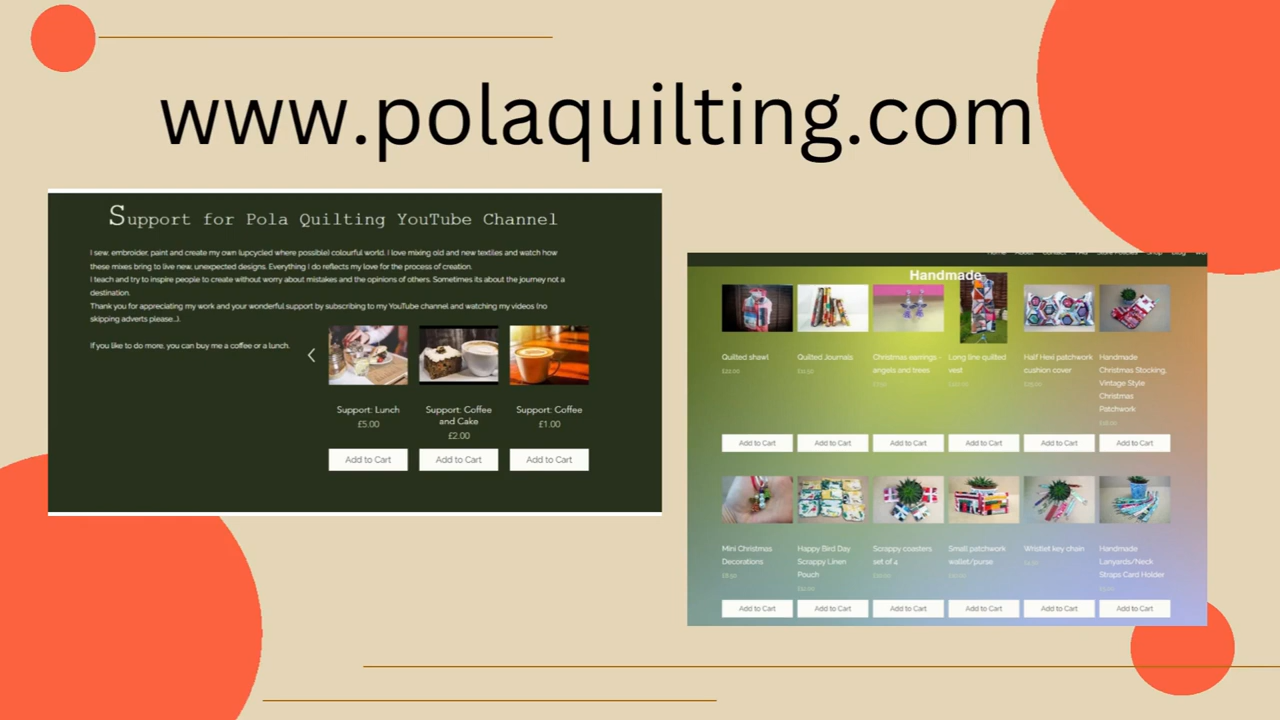 www.polaquilting.com
Support for Pola Quilting YouTube Channel
I sew, embroider, paint and create my own (upcycled where possible) colourful world. I love mixing old and new textiles and watch how
these mixes bring to live new, unexpected designs. Everything I do reflects my love for the process of creation.
I teach and try to inspire people to create without worry about mistakes and the opinions of others. Sometimes its about the journey not a
destination.
Thank you for appreciating my work and your wonderful support by subscribing to my YouTube channel and watching my videos (no
skipping adverts please..).
If you like to do more, you can buy me a coffee or a lunch.
Support: Lunch
£5.00
Add to Cart
Support: Coffee
and Cake
£2.00
Add to Cart
Support: Coffee
£1.00
Add to Cart
Handmade
Quilted shawl
Add to Cart
Quilted Journals
Add to Cart
Christmas earrings -
angels and trees
Add to Cart
Long line quilted
vest
Add to Cart
Half Hexi patchwork
cushion cover
Add to Cart
Handmade
Christmas Stocking,
Vintage Style
Christmas
Patchwork
Add to Cart
Mini Christmas
Decorations
Add to Cart
Happy Bird Day
Scrappy Linen
Pouch
Add to Cart
Scrappy coasters
set of 4
Add to Cart
Small patchwork
wallet/purse
Add to Cart
Wristlet key chain
Add to Cart
Handmade
Lanyards/Neck
Straps Card Holder
Add to Cart